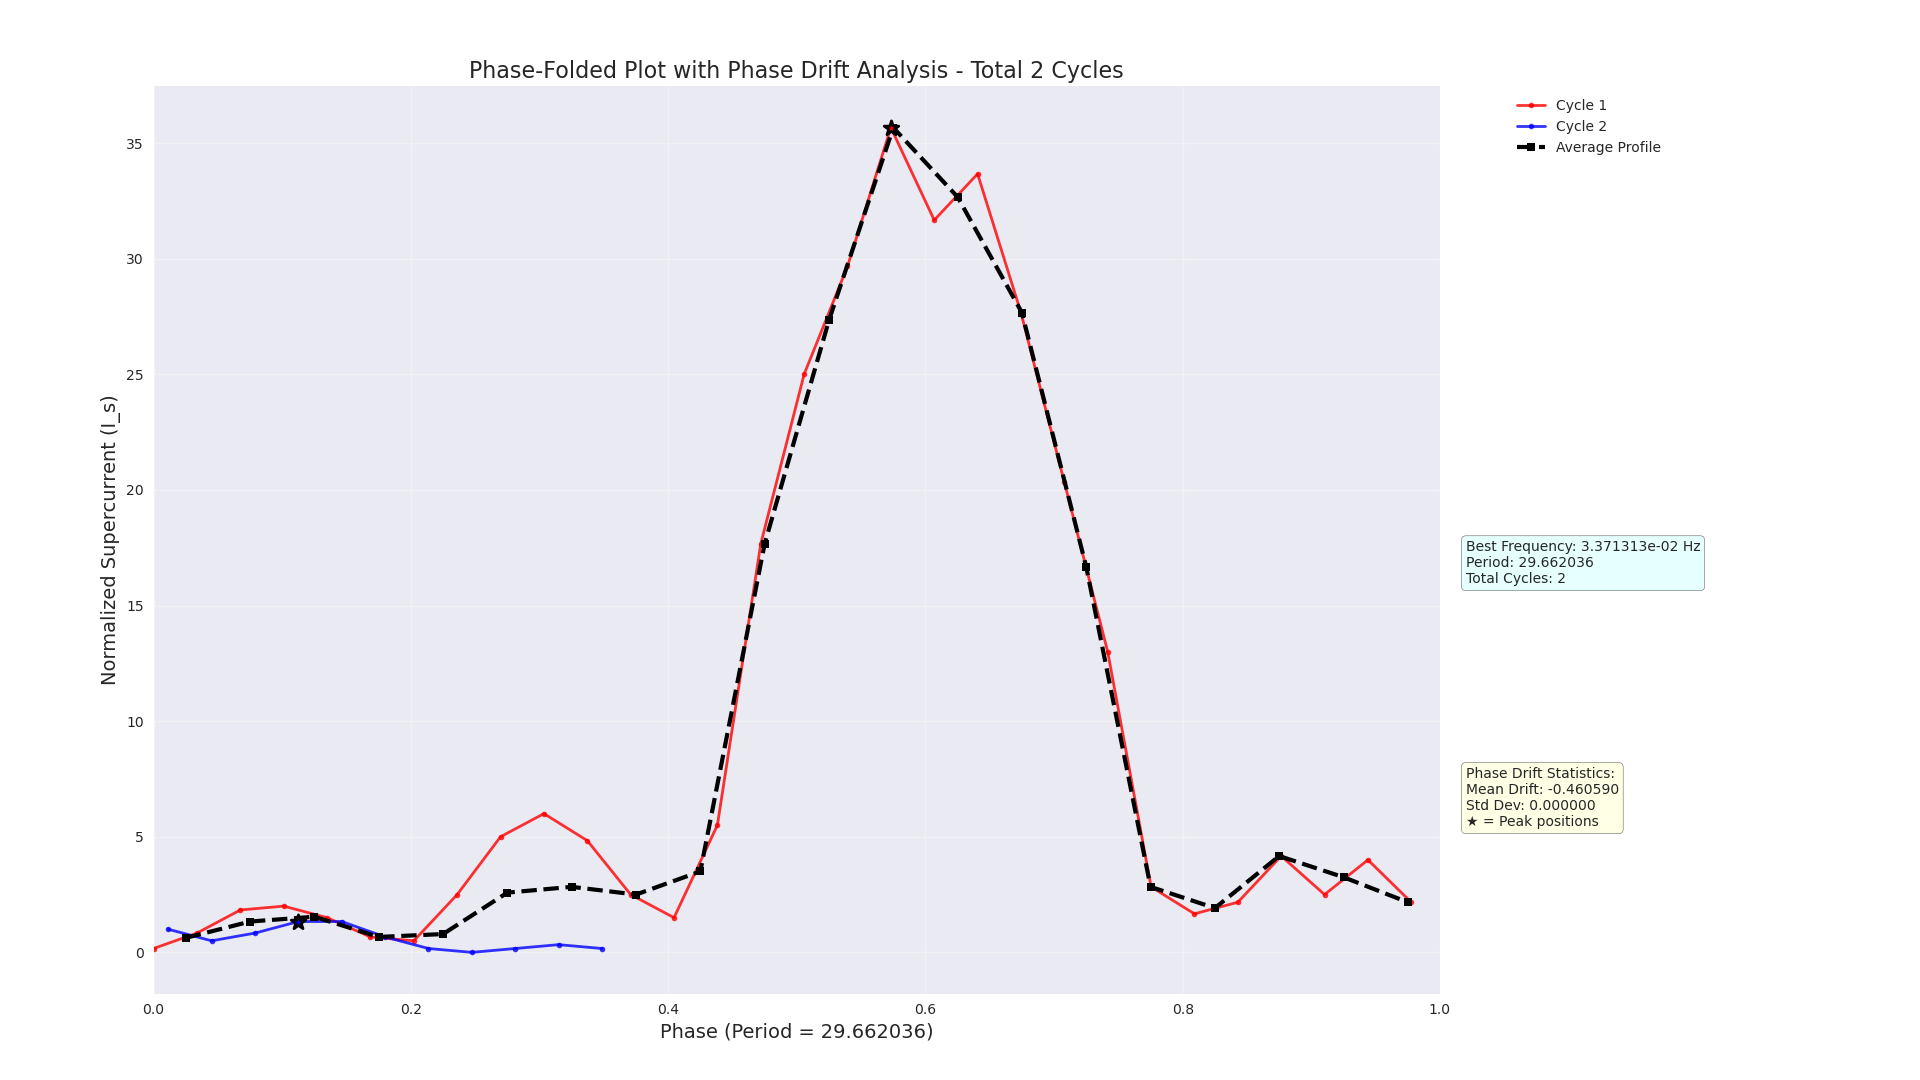 Phase-Folded Plot with Phase Drift Analysis - Total 2 Cycles
Cycle 1
Cycle 2
Average Profile
Normalized Supercurrent (I_s)
35
30
25
20
15
10
5
0
Best Frequency: 3.371313e-02 Hz
Period: 29.662036
Total Cycles: 2
Phase Drift Statistics:
Mean Drift: -0.460590
Std Dev: 0.000000
★ = Peak positions
0.0 0.2 0.4 0.6 0.8 1.0
Phase (Period = 29.662036)